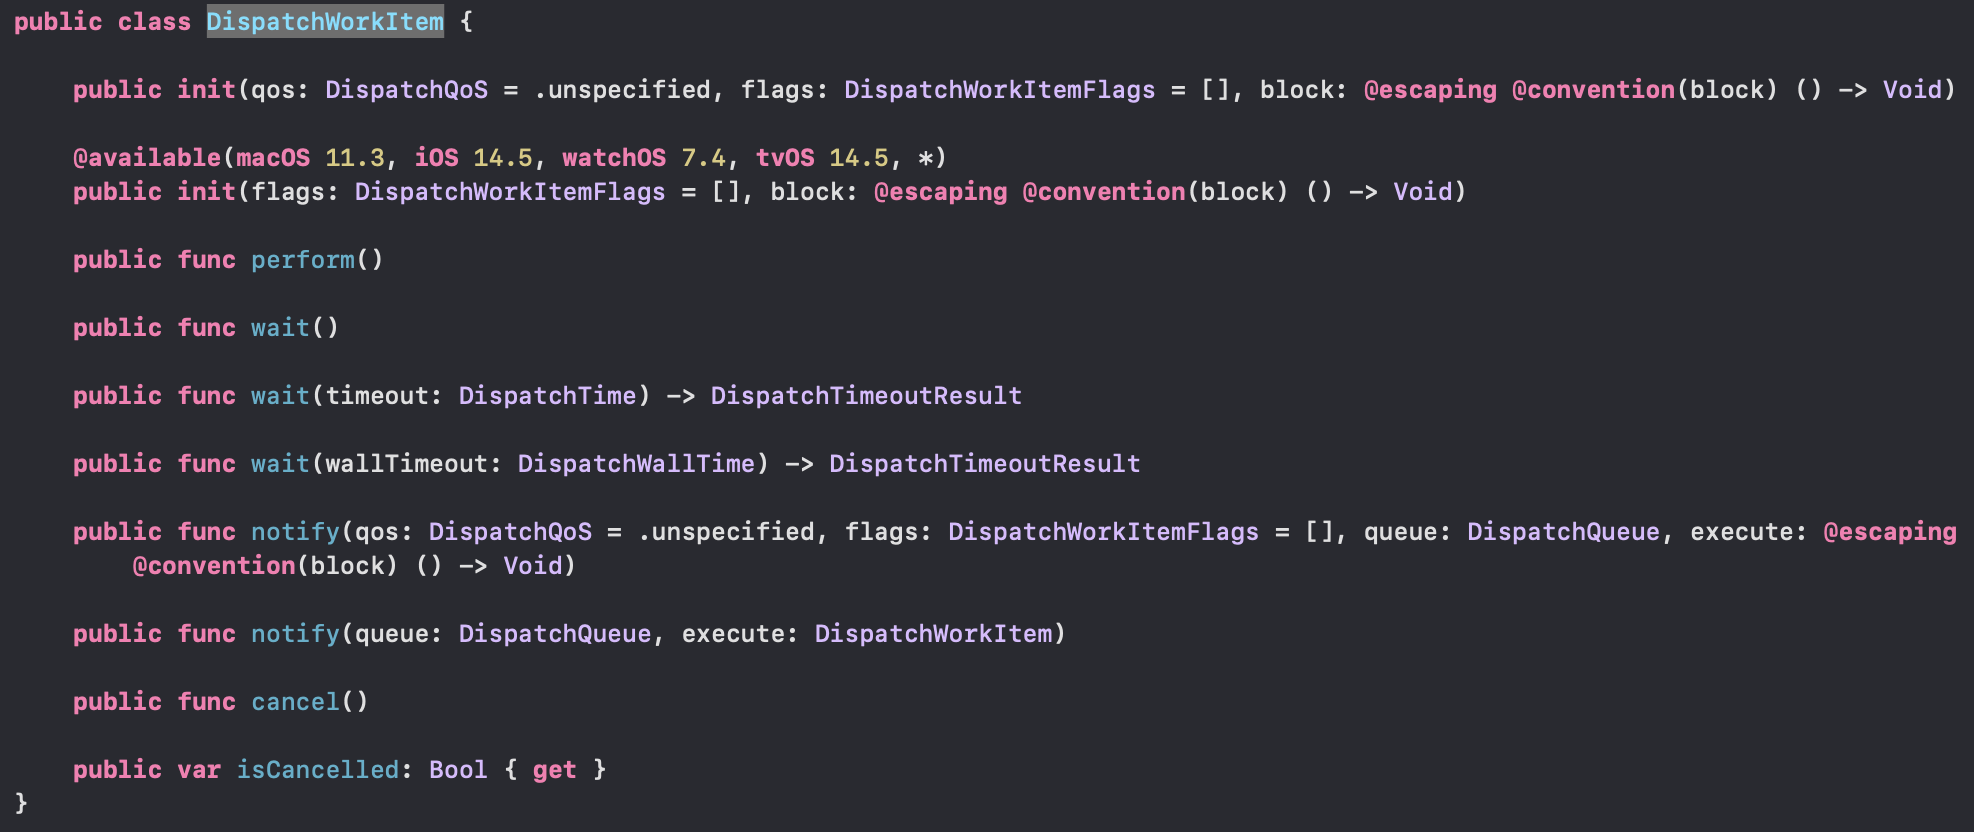 public class DispatchWorkItem {
public init(qos: DispatchQoS = .unspecified, flags: DispatchWorkItemFlags = [], block: @escaping @convention(block) () -> Void)
@available(macOS 11.3, iOS 14.5, watchOS 7.4, tvOS 14.5, *)
public init(flags: DispatchWorkItemFlags = [], block: @escaping @convention(block) () -> Void)
public func perform()
public func wait()
public func wait(timeout: DispatchTime) -> DispatchTimeoutResult
public func wait(wallTimeout: DispatchWallTime) -> DispatchTimeoutResult
public func notify(qos: DispatchQoS = .unspecified, flags: DispatchWorkItemFlags = [], queue: DispatchQueue, execute: @escaping
@convention(block) () -> Void)
public func notify(queue: DispatchQueue, execute: DispatchWorkItem)
public func cancel()
public var isCancelled: Bool { get }
}